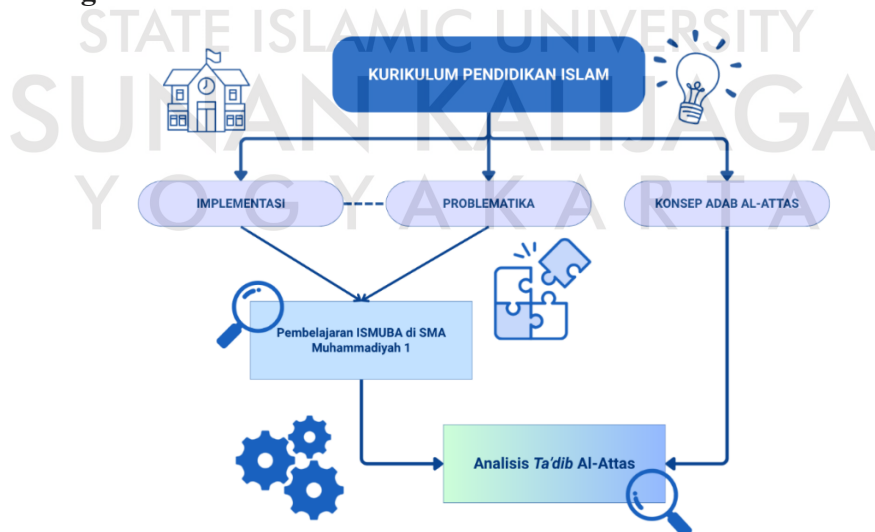 STATE ISLAMIC UNIVERSITY
SUNAN KALIJAGA
YOGYAKARTA
KURIKULUM PENDIDIKAN ISLAM
IMPLEMENTASI
PROBLEMATIKA
KONSEP ADAB AL-ATTAS
Pembelajaran ISMUBA di SMA
Muhammadiyah 1
Analisis Ta'dib Al-Attas